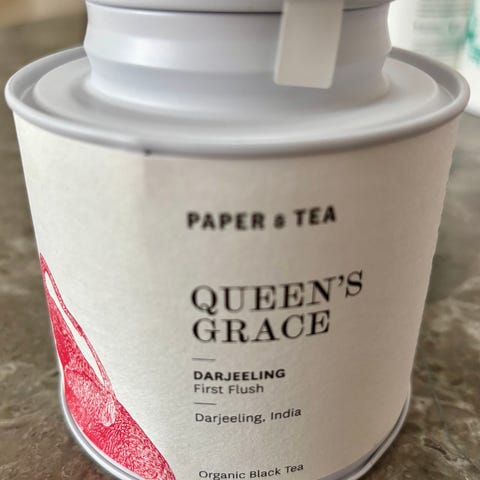 PAPER & TEA
QUEEN'S
GRACE
DARJEELING
First Flush
Darjeeling, India
Organic Black Tea